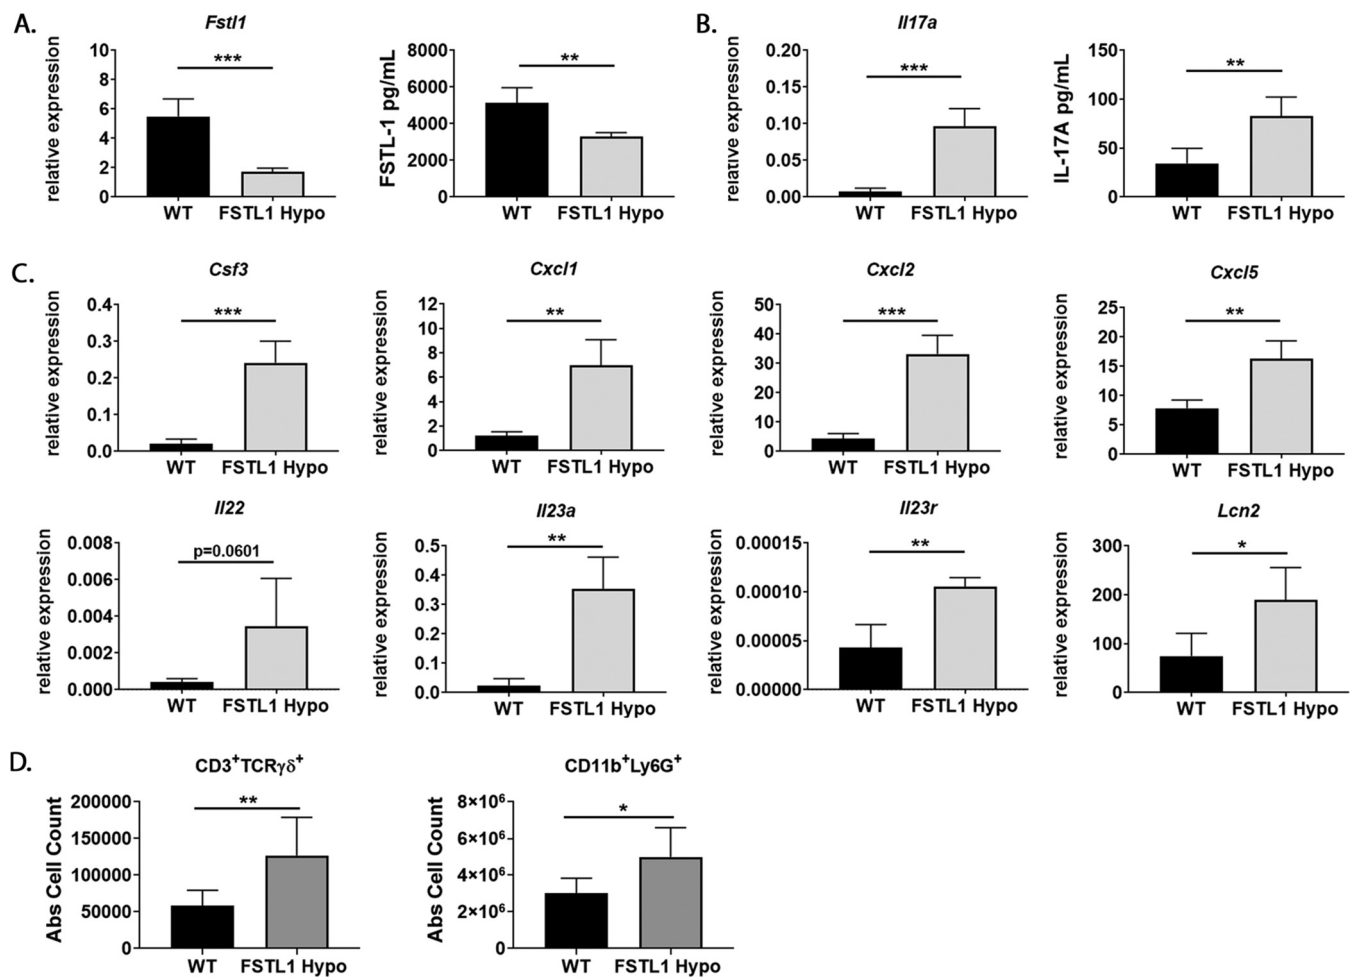 A.
Fstl1
relative expression
10
8
6
4
2
0
***
WT FSTL1 Hypo
FSTL-1 pg/mL
8000
6000
4000
2000
0
**
WT FSTL1 Hypo
B.
Il17a
relative expression
0.20
0.15
0.10
0.05
0.00
***
WT FSTL1 Hypo
IL-17A pg/mL
150
100
50
0
**
WT FSTL1 Hypo
C.
Csf3
relative expression
0.4
0.3
0.2
0.1
0.0
***
WT FSTL1 Hypo
Cxcl1
relative expression
12
10
8
6
4
2
0
**
WT FSTL1 Hypo
Cxcl2
relative expression
50
40
30
20
10
0
***
WT FSTL1 Hypo
Cxcl5
relative expression
25
20
15
10
5
0
**
WT FSTL1 Hypo
Il22
relative expression
0.008
0.006
0.004
0.002
0.000
p=0.0601
WT FSTL1 Hypo
Il23a
relative expression
0.5
0.4
0.3
0.2
0.1
0.0
**
WT FSTL1 Hypo
Il23r
relative expression
0.00015
0.00010
0.00005
0.00000
**
WT FSTL1 Hypo
Lcn2
relative expression
300
200
100
0
*
WT FSTL1 Hypo
D.
CD3⁺TCRγδ⁺
Abs Cell Count
200000
150000
100000
50000
0
**
WT FSTL1 Hypo
CD11b⁺Ly6G⁺
Abs Cell Count
8×10⁶
6×10⁶
4×10⁶
2×10⁶
0
*
WT FSTL1 Hypo